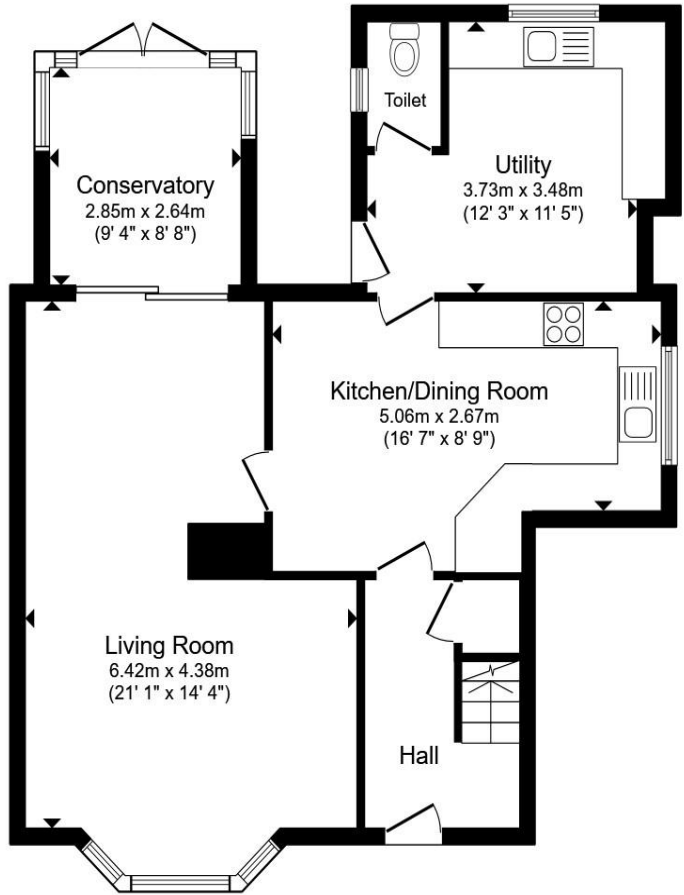 Toilet
Utility
3.73m x 3.48m
(12' 3" x 11' 5")
Conservatory
2.85m x 2.64m
(9' 4" x 8' 8")
Kitchen/Dining Room
5.06m x 2.67m
(16' 7" x 8' 9")
Living Room
6.42m x 4.38m
(21' 1" x 14' 4")
Hall